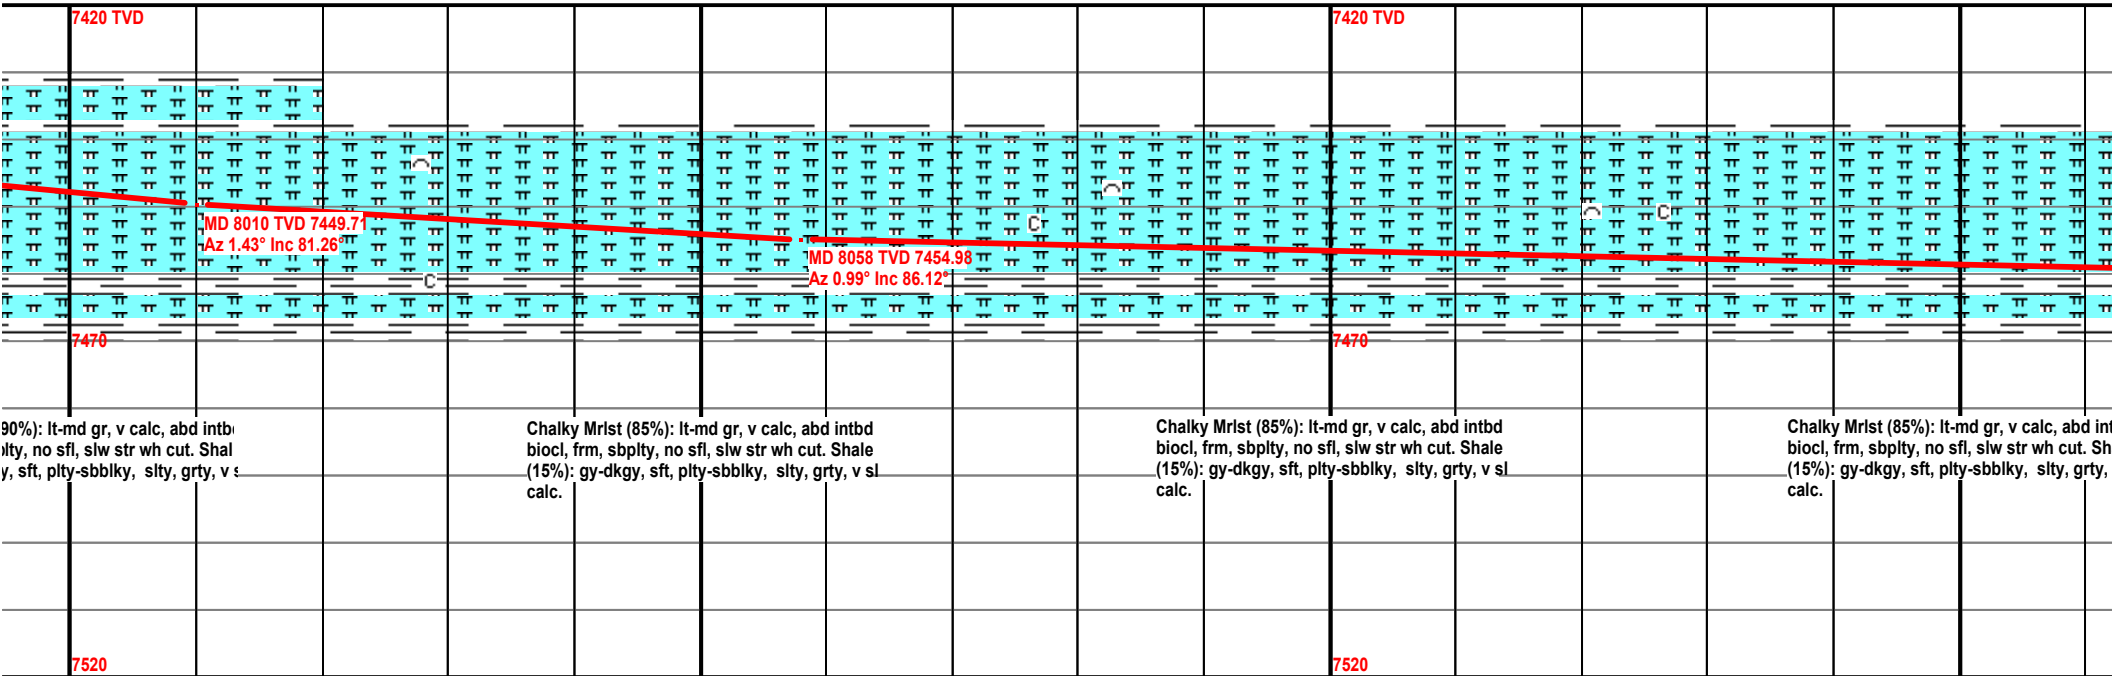 7420 TVD
7420 TVD
MD 8010 TVD 7449.71
Az 1.43° Inc 81.26°
C
C
C
MD 8058 TVD 7454.98
Az 0.99° Inc 86.12°
7470
7470
90%): lt-md gr, v calc, abd intb
plty, no sfl, slw str wh cut. Shal
y, sft, plty-sbblky, slty, grty, v s
Chalky Mrlst (85%): lt-md gr, v calc, abd intbd
biocl, frm, sbplty, no sfl, slw str wh cut. Shale
(15%): gy-dkgy, sft, plty-sbblky, slty, grty, v sl
calc.
Chalky Mrlst (85%): lt-md gr, v calc, abd intbd
biocl, frm, sbplty, no sfl, slw str wh cut. Shale
(15%): gy-dkgy, sft, plty-sbblky, slty, grty, v sl
calc.
Chalky Mrlst (85%): lt-md gr, v calc, abd int
biocl, frm, sbplty, no sfl, slw str wh cut. Sh
(15%): gy-dkgy, sft, plty-sbblky, slty, grty,
calc.
7520
7520